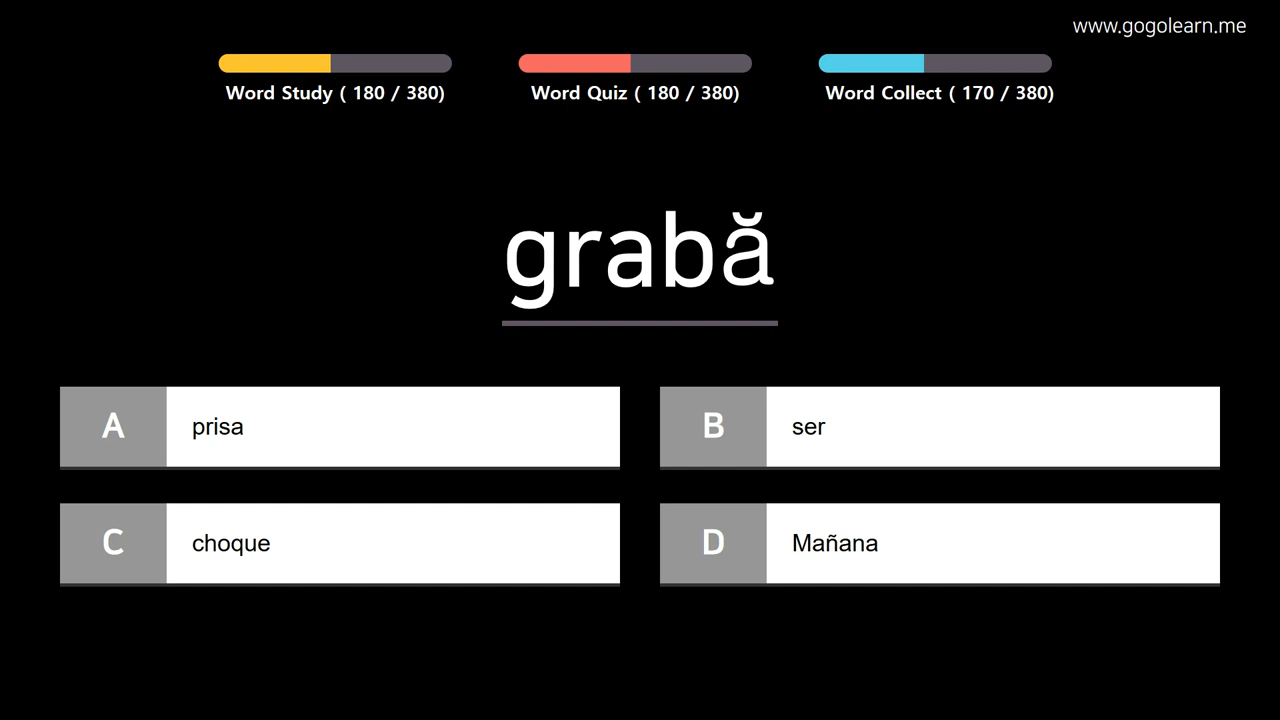 www.gogolearn.me
Word Study ( 180 / 380)
Word Quiz ( 180 / 380)
Word Collect ( 170 / 380)
grabă
A prisa
B ser
C choque
D Mañana